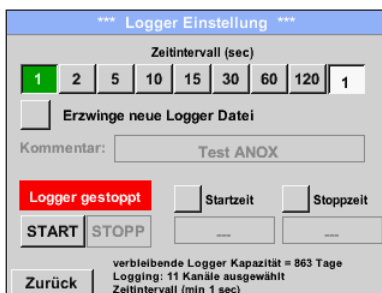 *** Logger Einstellung ***
Zeitintervall (sec)
1 2 5 10 15 30 60 120 1
Erzwinge neue Logger Datei
Kommentar: Test ANOX
Logger gestoppt Startzeit Stoppzeit
START STOPP --- ---
verbleibende Logger Kapazität = 863 Tage
Logging: 11 Kanäle ausgewählt
Zurück Zeitintervall (min 1 sec)